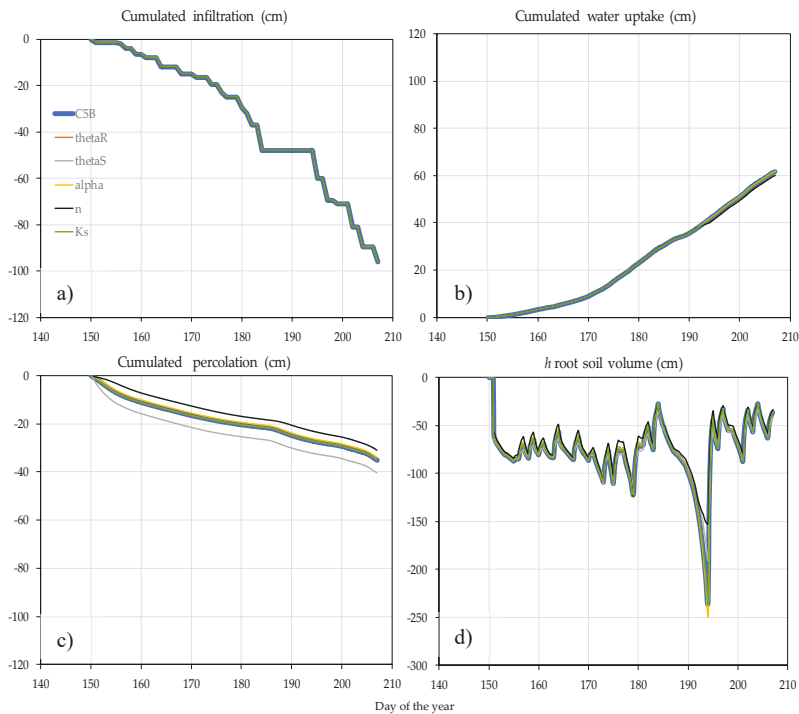 Cumulated infiltration (cm)
0
-20
-40
-60
-80
-100
-120
C5B
thetaR
thetaS
alpha
n
Ks
a)
140 150 160 170 180 190 200 210
Cumulated water uptake (cm)
120
100
80
60
40
20
0
b)
140 150 160 170 180 190 200 210
Cumulated percolation (cm)
0
-20
-40
-60
-80
-100
-120
c)
140 150 160 170 180 190 200 210
h root soil volume (cm)
0
-50
-100
-150
-200
-250
-300
d)
140 150 160 170 180 190 200 210
Day of the year